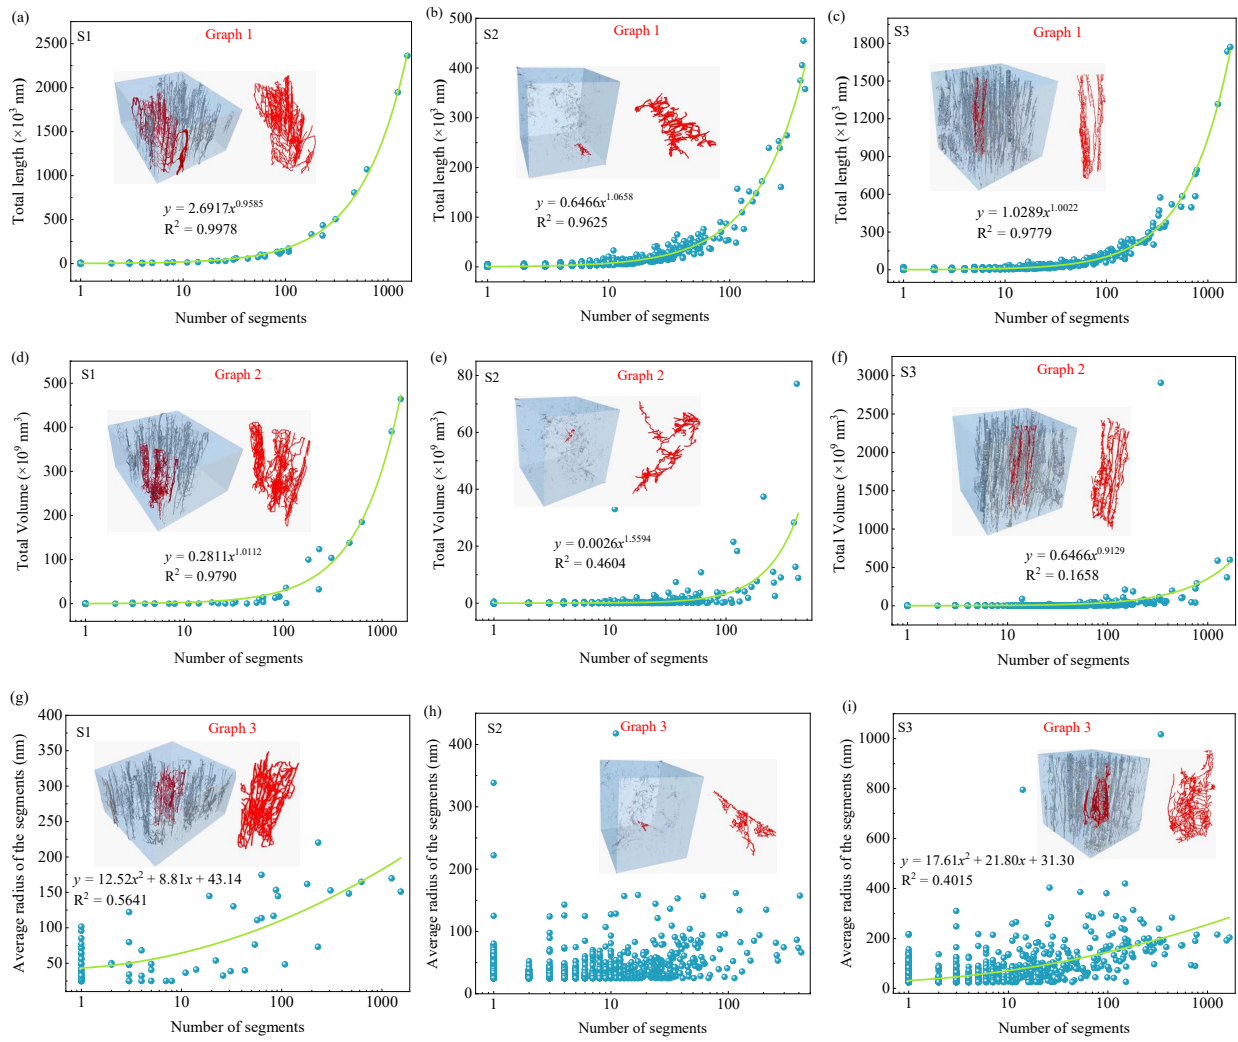 (a)
S1
Graph 1
Total length (×10³ nm)
2500
2000
1500
1000
500
0
y = 2.6917x^0.9585
R² = 0.9978
1
10
100
1000
Number of segments
(b)
S2
Graph 1
Total length (×10³ nm)
500
400
300
200
100
0
y = 0.6466x^1.0658
R² = 0.9625
1
10
100
Number of segments
(c)
S3
Graph 1
Total length (×10³ nm)
1800
1500
1200
900
600
300
0
y = 1.0289x^1.0022
R² = 0.9779
1
10
100
1000
Number of segments
(d)
S1
Graph 2
Total Volume (×10⁹ nm³)
500
400
300
200
100
0
y = 0.2811x^1.0112
R² = 0.9790
1
10
100
1000
Number of segments
(e)
S2
Graph 2
Total Volume (×10⁹ nm³)
80
60
40
20
0
y = 0.0026x^1.5594
R² = 0.4604
1
10
100
Number of segments
(f)
S3
Graph 2
Total Volume (×10⁹ nm³)
3000
2500
2000
1500
1000
500
0
y = 0.6466x^0.9129
R² = 0.1658
1
10
100
1000
Number of segments
(g)
S1
Graph 3
Average radius of the segments (nm)
400
350
300
250
200
150
100
50
0
y = 12.52x² + 8.81x + 43.14
R² = 0.5641
1
10
100
1000
Number of segments
(h)
S2
Graph 3
Average radius of the segments (nm)
400
300
200
100
0
1
10
100
Number of segments
(i)
S3
Graph 3
Average radius of the segments (nm)
1000
800
600
400
200
0
y = 17.61x² + 21.80x + 31.30
R² = 0.4015
1
10
100
1000
Number of segments